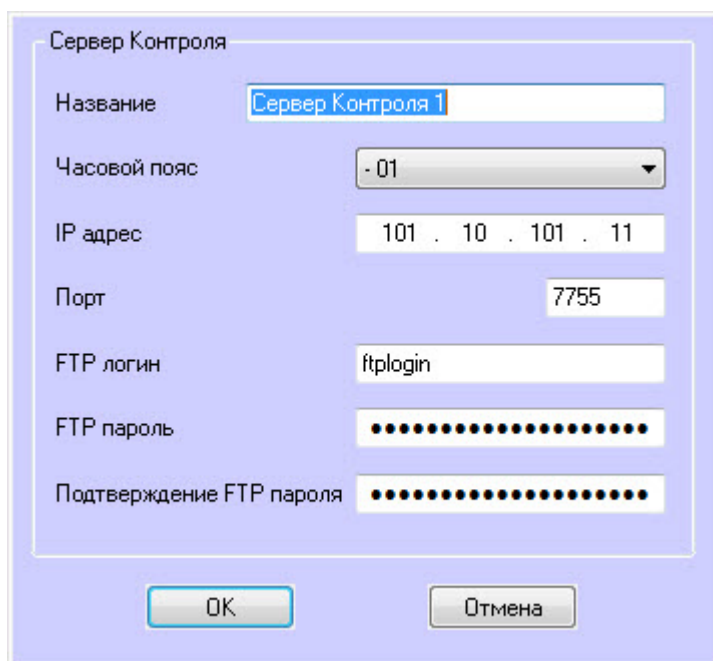 Сервер Контроля
Название Сервер Контроля 1
Часовой пояс - 01
IP адрес 101 . 10 . 101 . 11
Порт 7755
FTP логин ftplogin
FTP пароль ●●●●●●●●●●●●●●●●●●●●
Подтверждение FTP пароля ●●●●●●●●●●●●●●●●●●●●
OK Отмена